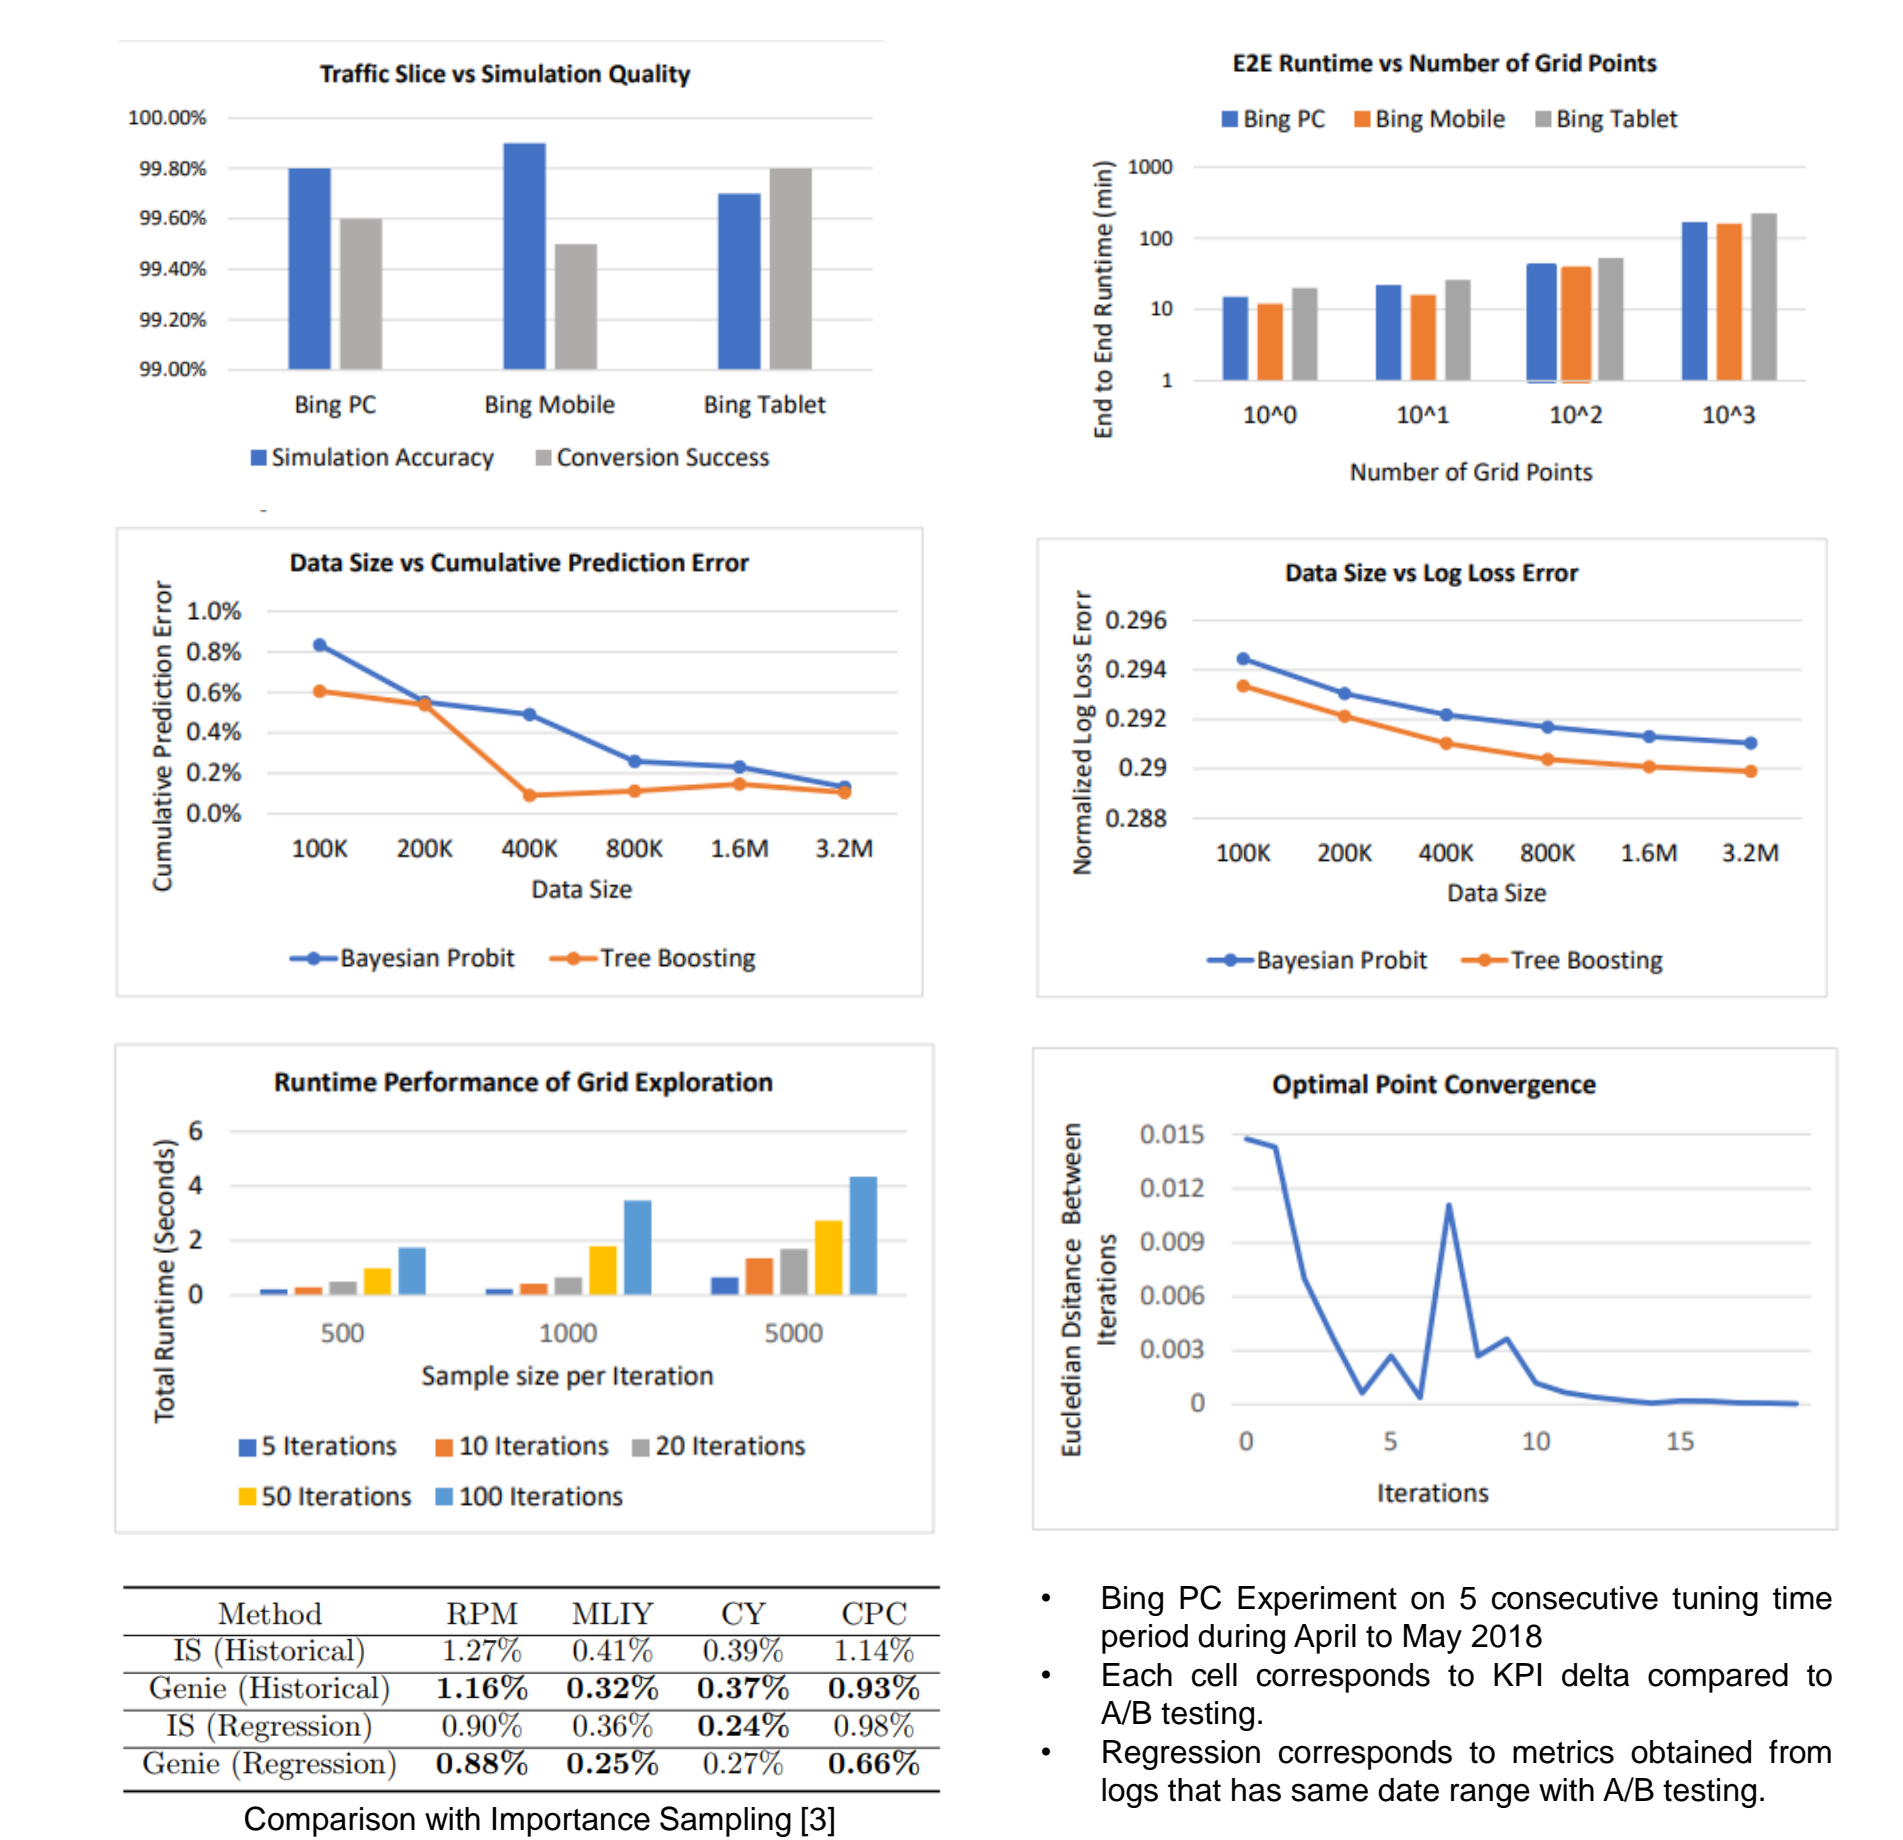 Traffic Slice vs Simulation Quality
100.00%
99.80%
99.60%
99.40%
99.20%
99.00%
Bing PC Bing Mobile Bing Tablet
Simulation Accuracy Conversion Success
E2E Runtime vs Number of Grid Points
Bing PC Bing Mobile Bing Tablet
End to End Runtime (min)
1000
100
10
1
10^0 10^1 10^2 10^3
Number of Grid Points
Data Size vs Cumulative Prediction Error
Cumulative Prediction Error
1.0%
0.8%
0.6%
0.4%
0.2%
0.0%
100K 200K 400K 800K 1.6M 3.2M
Data Size
Bayesian Probit Tree Boosting
Data Size vs Log Loss Error
Normalized Log Loss Erorr
0.296
0.294
0.292
0.29
0.288
100K 200K 400K 800K 1.6M 3.2M
Data Size
Bayesian Probit Tree Boosting
Runtime Performance of Grid Exploration
Total Runtime (Seconds)
6
4
2
0
500 1000 5000
Sample size per Iteration
5 Iterations 10 Iterations 20 Iterations
50 Iterations 100 Iterations
Optimal Point Convergence
Eucledian Dsitance Between
Iterations
0.015
0.012
0.009
0.006
0.003
0
0 5 10 15
Iterations
Method RPM MLIY CY CPC
IS (Historical) 1.27% 0.41% 0.39% 1.14%
Genie (Historical) 1.16% 0.32% 0.37% 0.93%
IS (Regression) 0.90% 0.36% 0.24% 0.98%
Genie (Regression) 0.88% 0.25% 0.27% 0.66%
Comparison with Importance Sampling [3]
• Bing PC Experiment on 5 consecutive tuning time
period during April to May 2018
• Each cell corresponds to KPI delta compared to
A/B testing.
• Regression corresponds to metrics obtained from
logs that has same date range with A/B testing.